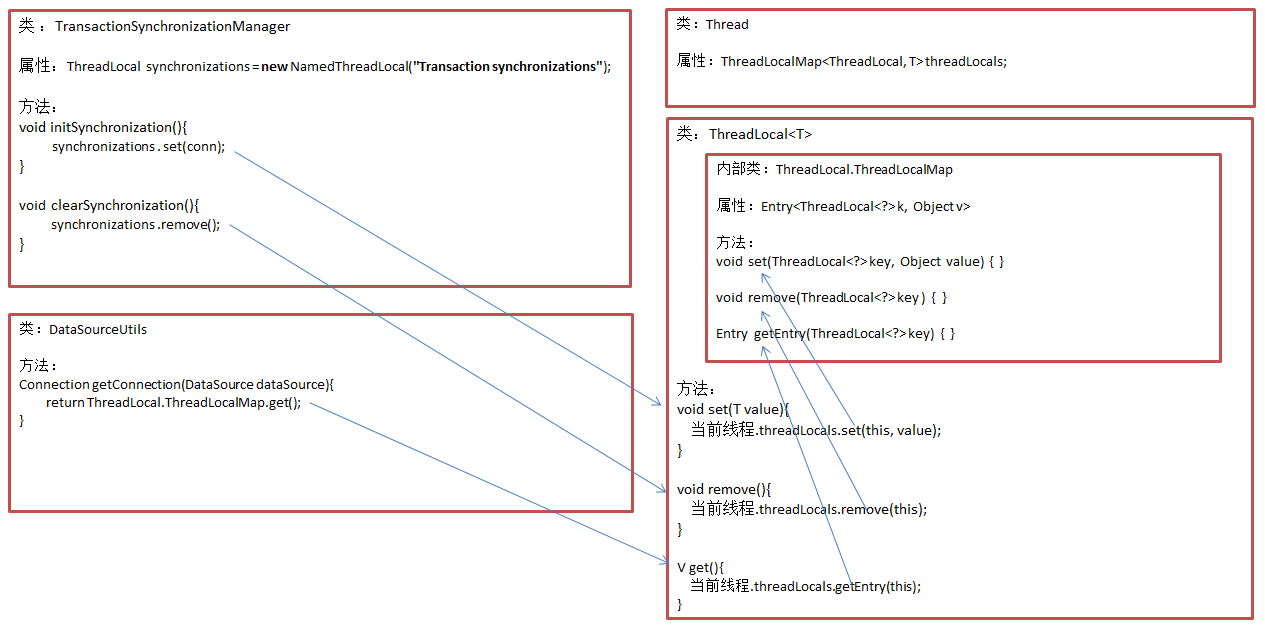 类 ：TransactionSynchronizationManager
属性：ThreadLocal synchronizations = new NamedThreadLocal("Transaction synchronizations");
方法：
void initSynchronization(){
synchronizations . set(conn);
}
void clearSynchronization(){
synchronizations .remove();
}
类：DataSourceUtils
方法：
Connection getConnection(DataSource dataSource){
return ThreadLocal.ThreadLocalMap.get();
}
类：Thread
属性：ThreadLocalMap<ThreadLocal, T> threadLocals;
类：ThreadLocal<T>
内部类：ThreadLocal.ThreadLocalMap
属性：Entry<ThreadLocal<?> k, Object v>
方法：
void set(ThreadLocal<?> key, Object value) { }
void remove(ThreadLocal<?> key ) { }
Entry getEntry(ThreadLocal<?> key) { }
方法：
void set(T value){
当前线程.threadLocals.set(this, value);
}
void remove(){
当前线程.threadLocals.remove(this);
}
V get(){
当前线程.threadLocals.getEntry(this);
}